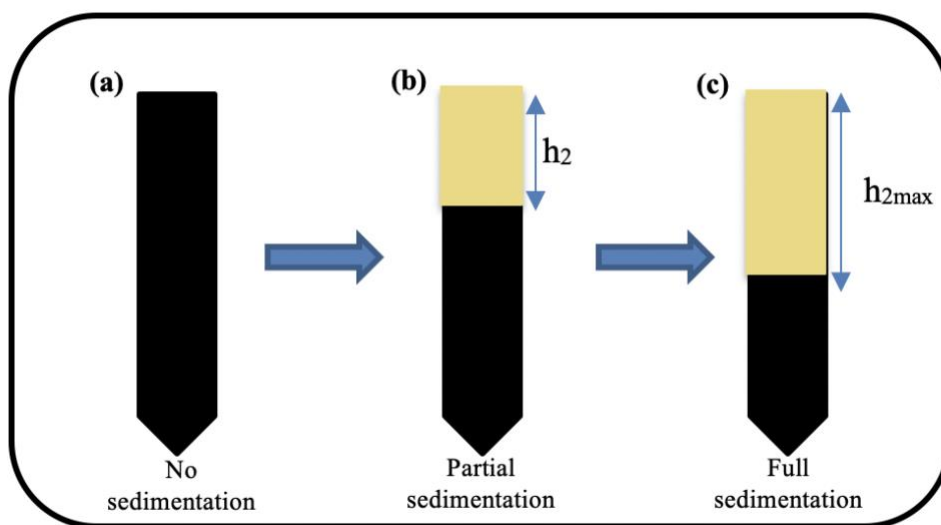 (a)
(b)
(c)
h2
h2max
No
sedimentation
Partial
sedimentation
Full
sedimentation